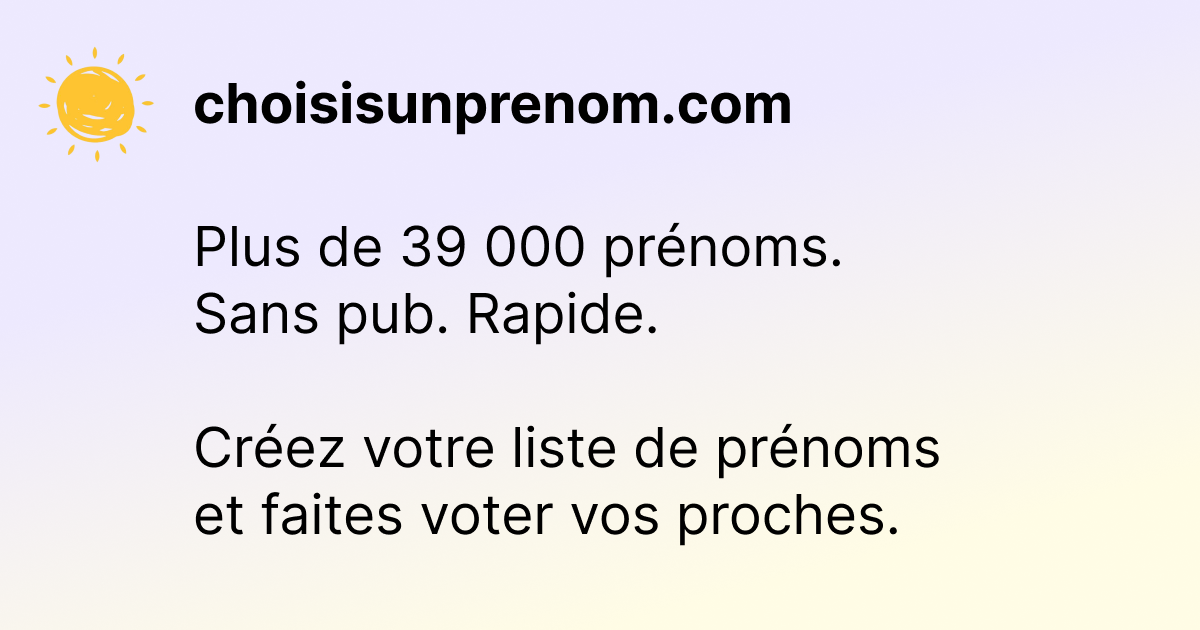 choisisunprenom.com
Plus de 39 000 prénoms.
Sans pub. Rapide.
Créez votre liste de prénoms
et faites voter vos proches.